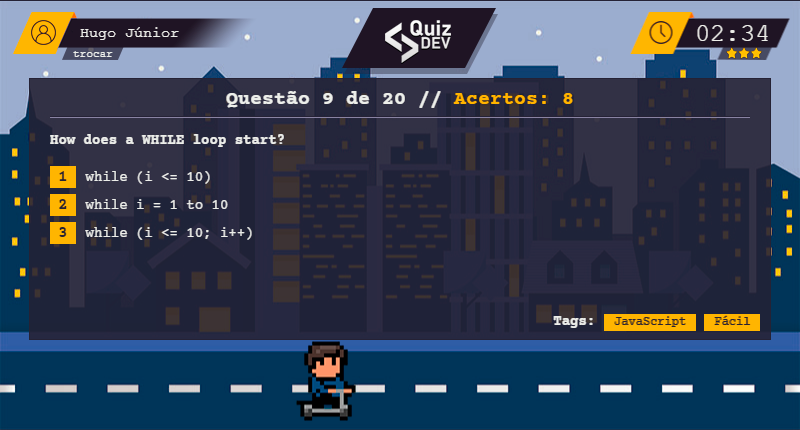 Hugo Júnior
trocar
Quiz
DEV
02:34
Questão 9 de 20 // Acertos: 8
How does a WHILE loop start?
1 while (i <= 10)
2 while i = 1 to 10
3 while (i <= 10; i++)
Tags: JavaScript Fácil